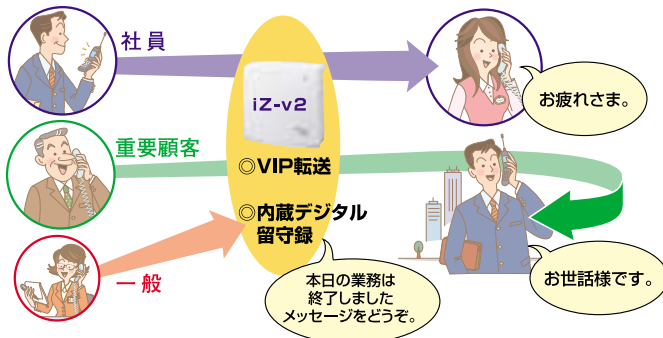 社員
iZ-v2
お疲れさま。
重要顧客
◎VIP転送
◎内蔵デジタル
留守録
一般
本日の業務は
終了しました
メッセージをどうぞ。
お世話様です。